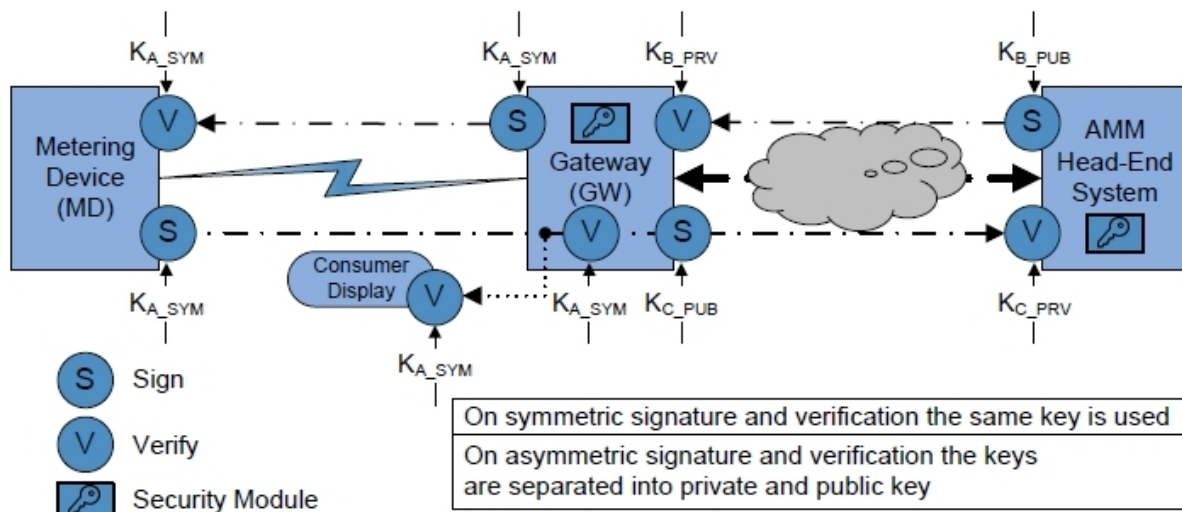 K_A_SYM K_A_SYM K_B_PRV K_B_PUB
V S V S
Metering
Device
(MD)
Gateway
(GW)
AMM
Head-End
System
S V S V
Consumer
Display
V
K_A_SYM K_A_SYM K_C_PUB K_C_PRV
K_A_SYM
S Sign
V Verify
Security Module
On symmetric signature and verification the same key is used
On asymmetric signature and verification the keys
are separated into private and public key